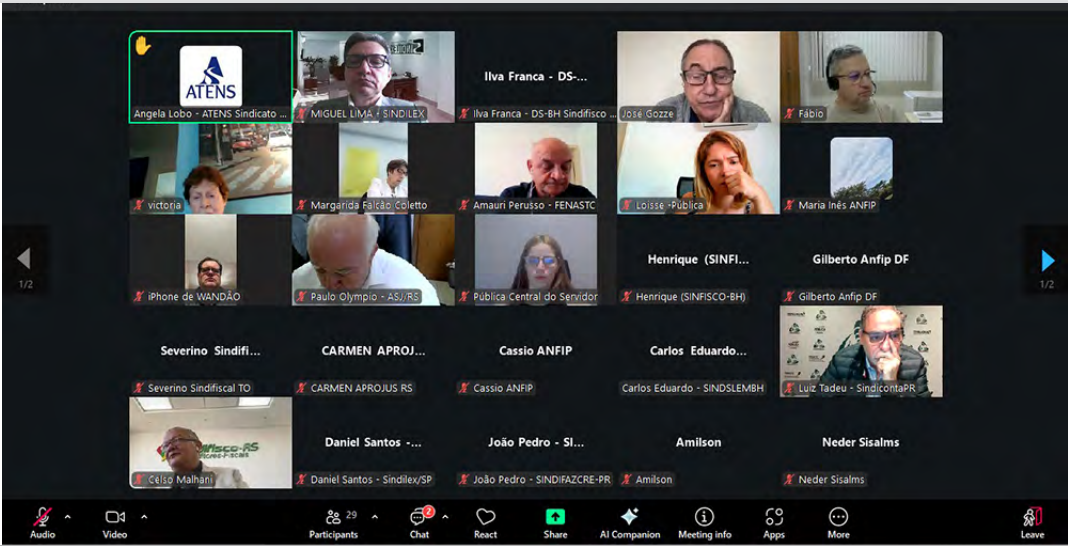 ATENS
Angela Lobo - ATENS Sindicato ...
MIGUEL LIMA - SINDILEX
Ilva Franca - DS-...
Ilva Franca - DS-BH Sindifisco ...
José Gozze
Fábio
victoria
Margarida Falcão Coletto
Amauri Perusso - FENASTC
Loisse -Pública
Maria Inês ANFIP
iPhone de WANDÃO
Paulo Olympio - ASJ/RS
Pública Central do Servidor
Henrique (SINFI...
Henrique (SINFISCO-BH)
Gilberto Anfip DF
Gilberto Anfip DF
1/2
1/2
Severino Sindifi...
Severino Sindifiscal TO
CARMEN APROJ...
CARMEN APROJUS RS
Cassio ANFIP
Cassio ANFIP
Carlos Eduardo...
Carlos Eduardo - SINDSLEMBH
Luiz Tadeu - SindicontaPR
ifisco-RS
Celso Malhani
Daniel Santos -...
Daniel Santos - Sindilex/SP
João Pedro - SI...
João Pedro - SINDIFAZCRE-PR
Amilson
Amilson
Neder Sisalms
Neder Sisalms
Audio
Video
29
Participants
2
Chat
React
Share
AI Companion
Meeting info
Apps
More
Leave